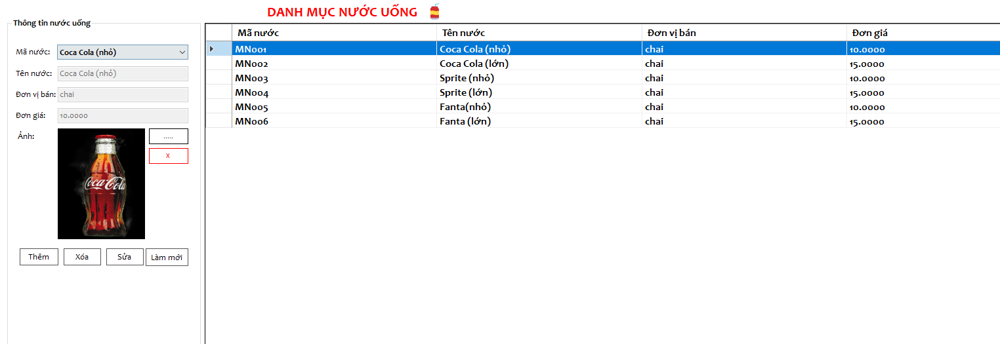 DANH MỤC NƯỚC UỐNG
Thông tin nước uống
Mã nước: Coca Cola (nhỏ)
Tên nước: Coca Cola (nhỏ)
Đơn vị bán: chai
Đơn giá: 10.0000
Ảnh:
.....
X
Coca-Cola
Thêm Xóa Sửa Làm mới
Mã nước Tên nước Đơn vị bán Đơn giá
MN001 Coca Cola (nhỏ) chai 10.0000
MN002 Coca Cola (lớn) chai 15.0000
MN003 Sprite (nhỏ) chai 10.0000
MN004 Sprite (lớn) chai 15.0000
MN005 Fanta(nhỏ) chai 10.0000
MN006 Fanta (lớn) chai 15.0000